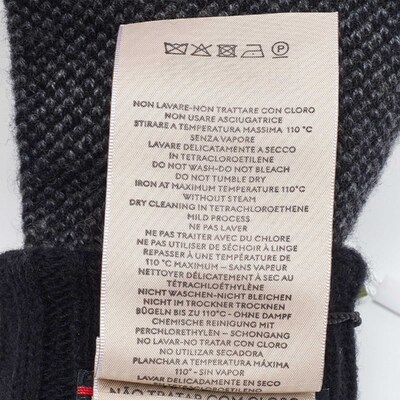 P
NON LAVARE-NON TRATTARE CON CLORO
NON USARE ASCIUGATRICE
STIRARE A TEMPERATURA MASSIMA 110 °C
SENZA VAPORE
LAVARE DELICATAMENTE A SECCO
IN TETRACLOROETILENE
DO NOT WASH-DO NOT BLEACH
DO NOT TUMBLE DRY
IRON AT MAXIMUM TEMPERATURE 110°C
WITHOUT STEAM
DRY CLEANING IN TETRACHLOROETHENE
MILD PROCESS
NE PAS LAVER
NE PAS TRAITER AVEC DU CHLORE
NE PAS UTILISER DE SÉCHOIR À LINGE
REPASSER À UNE TEMPÉRATURE DE
110 °C MAXIMUM - SANS VAPEUR
NETTOYER DÉLICATEMENT À SEC AU
TÉTRACHLOÉTHYLÈNE
NICHT WASCHEN-NICHT BLEICHEN
NICHT IM TROCKNER TROCKNEN
BÜGELN BIS ZU 110°C - OHNE DAMPF
CHEMISCHE REINIGUNG MIT
PERCHLORETHYLËN - SCHONGANG
NO LAVAR-NO TRATAR CON CLORO
NO UTILIZAR SECADORA
PLANCHAR A TEMPERATURA MÁXIMA
110° - SIN VAPOR
LAVAR DELICADAMENTE EN SECO
NÃO TRATAR COM CLORO